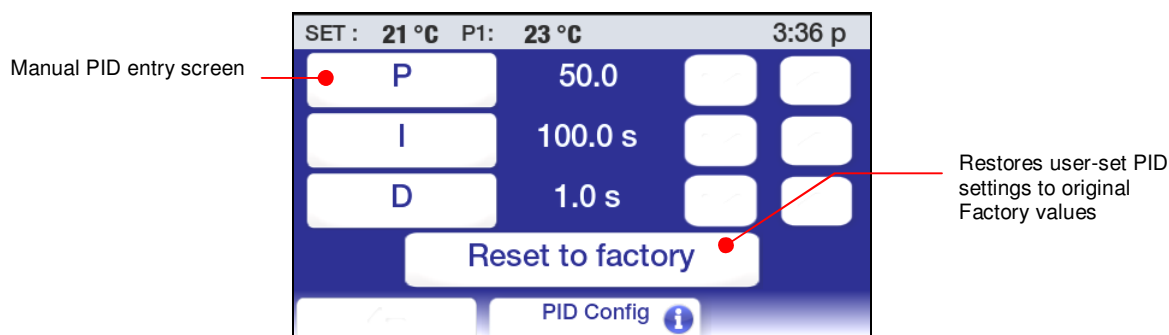 SET : 21 °C P1: 23 °C 3:36 p
Manual PID entry screen
P 50.0
I 100.0 s
D 1.0 s
Restores user-set PID
settings to original
Factory values
Reset to factory
PID Config i